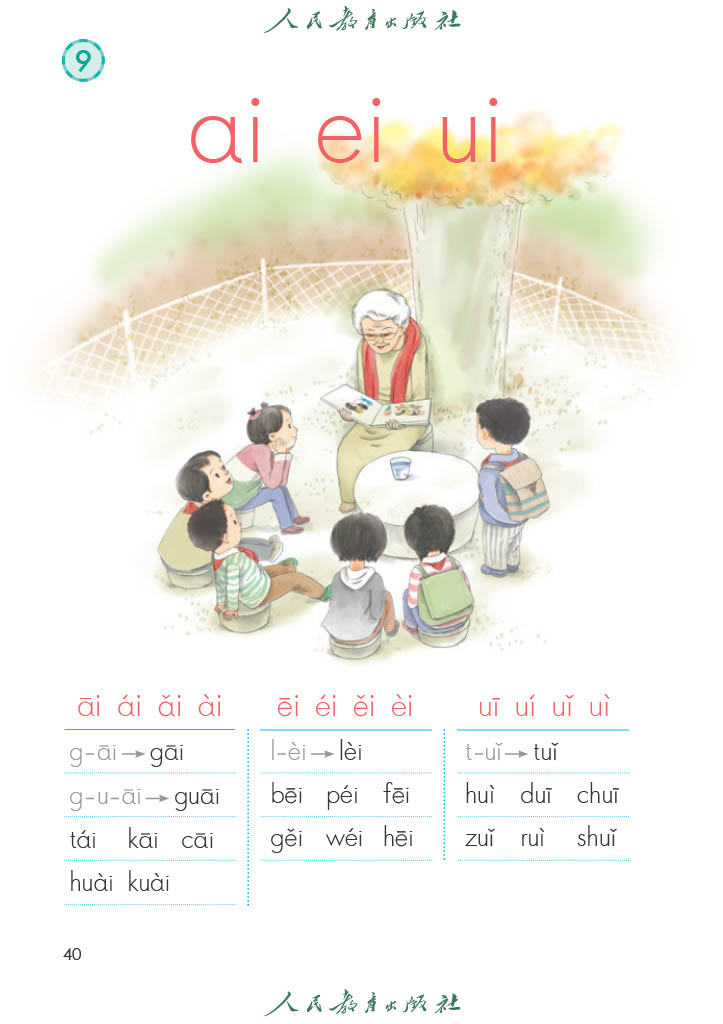 人民教育出版社
9
ai ei ui
āi ái ǎi ài
g-āi→gāi
g-u-āi→guāi
tái kāi cāi
huài kuài
ēi éi ěi èi
l-èi→lèi
bēi péi fēi
gěi wéi hēi
uī uí uǐ uì
t-uǐ→tuǐ
huì duī chuī
zuǐ ruì shuǐ
40
人民教育出版社